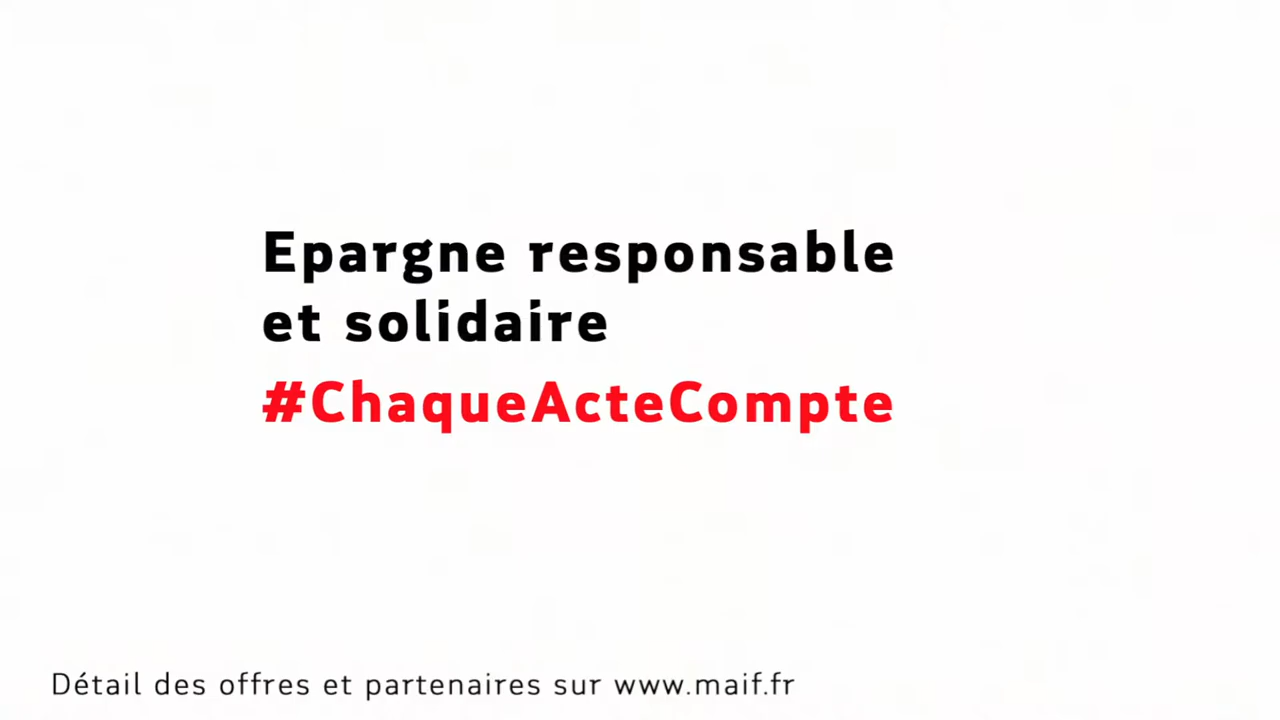 Epargne responsable
et solidaire
#ChaqueActeCompte
Détail des offres et partenaires sur www.maif.fr